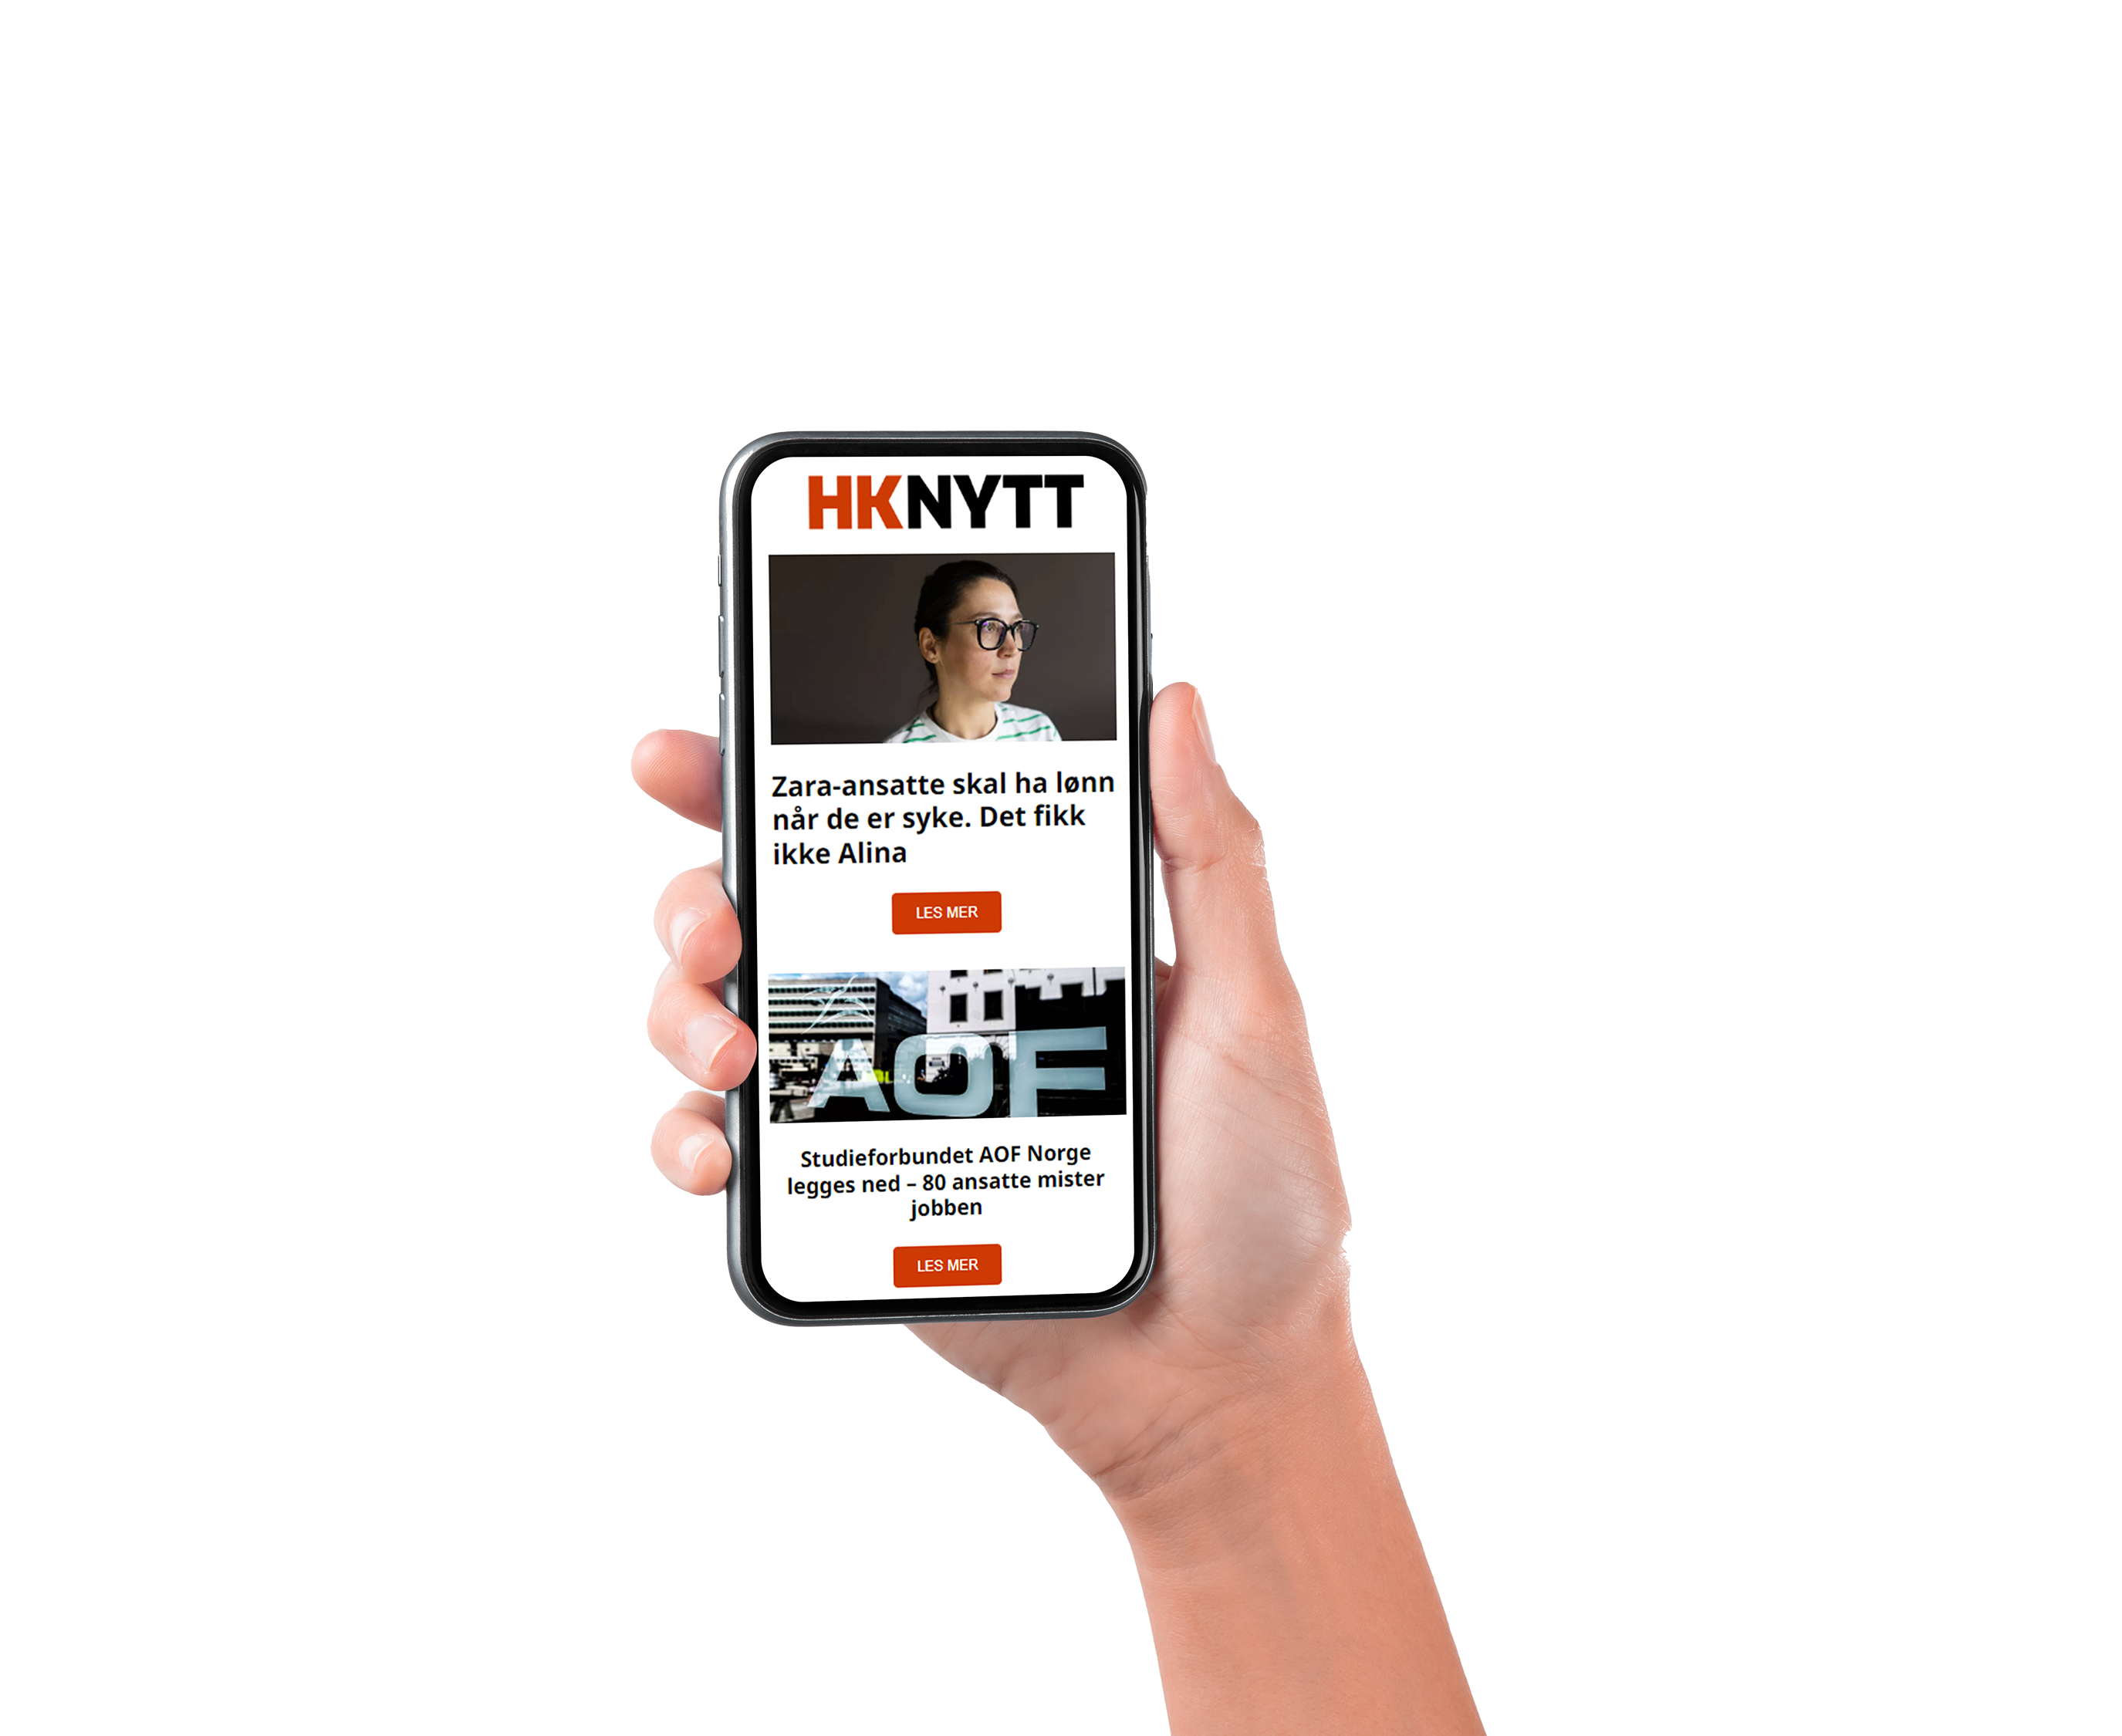 HKNYTT
Zara-ansatte skal ha lønn
når de er syke. Det fikk
ikke Alina
LES MER
AOF
Studieforbundet AOF Norge
legges ned – 80 ansatte mister
jobben
LES MER